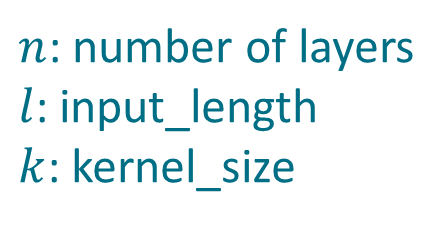 n: number of layers
l: input_length
k: kernel_size